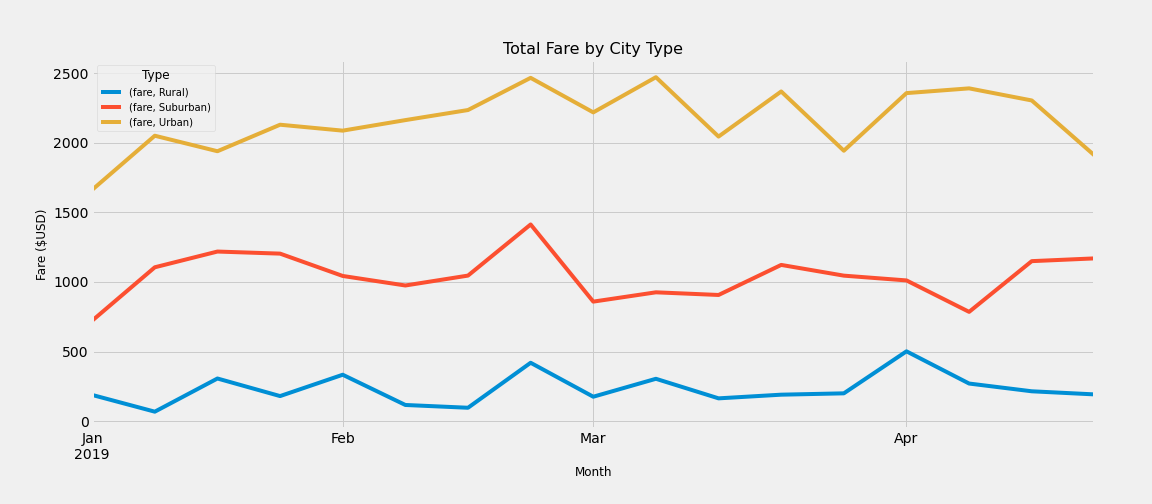 Total Fare by City Type
Type
(fare, Rural)
(fare, Suburban)
(fare, Urban)
2500
2000
1500
1000
500
0
Fare ($USD)
Jan
2019
Feb
Mar
Apr
Month